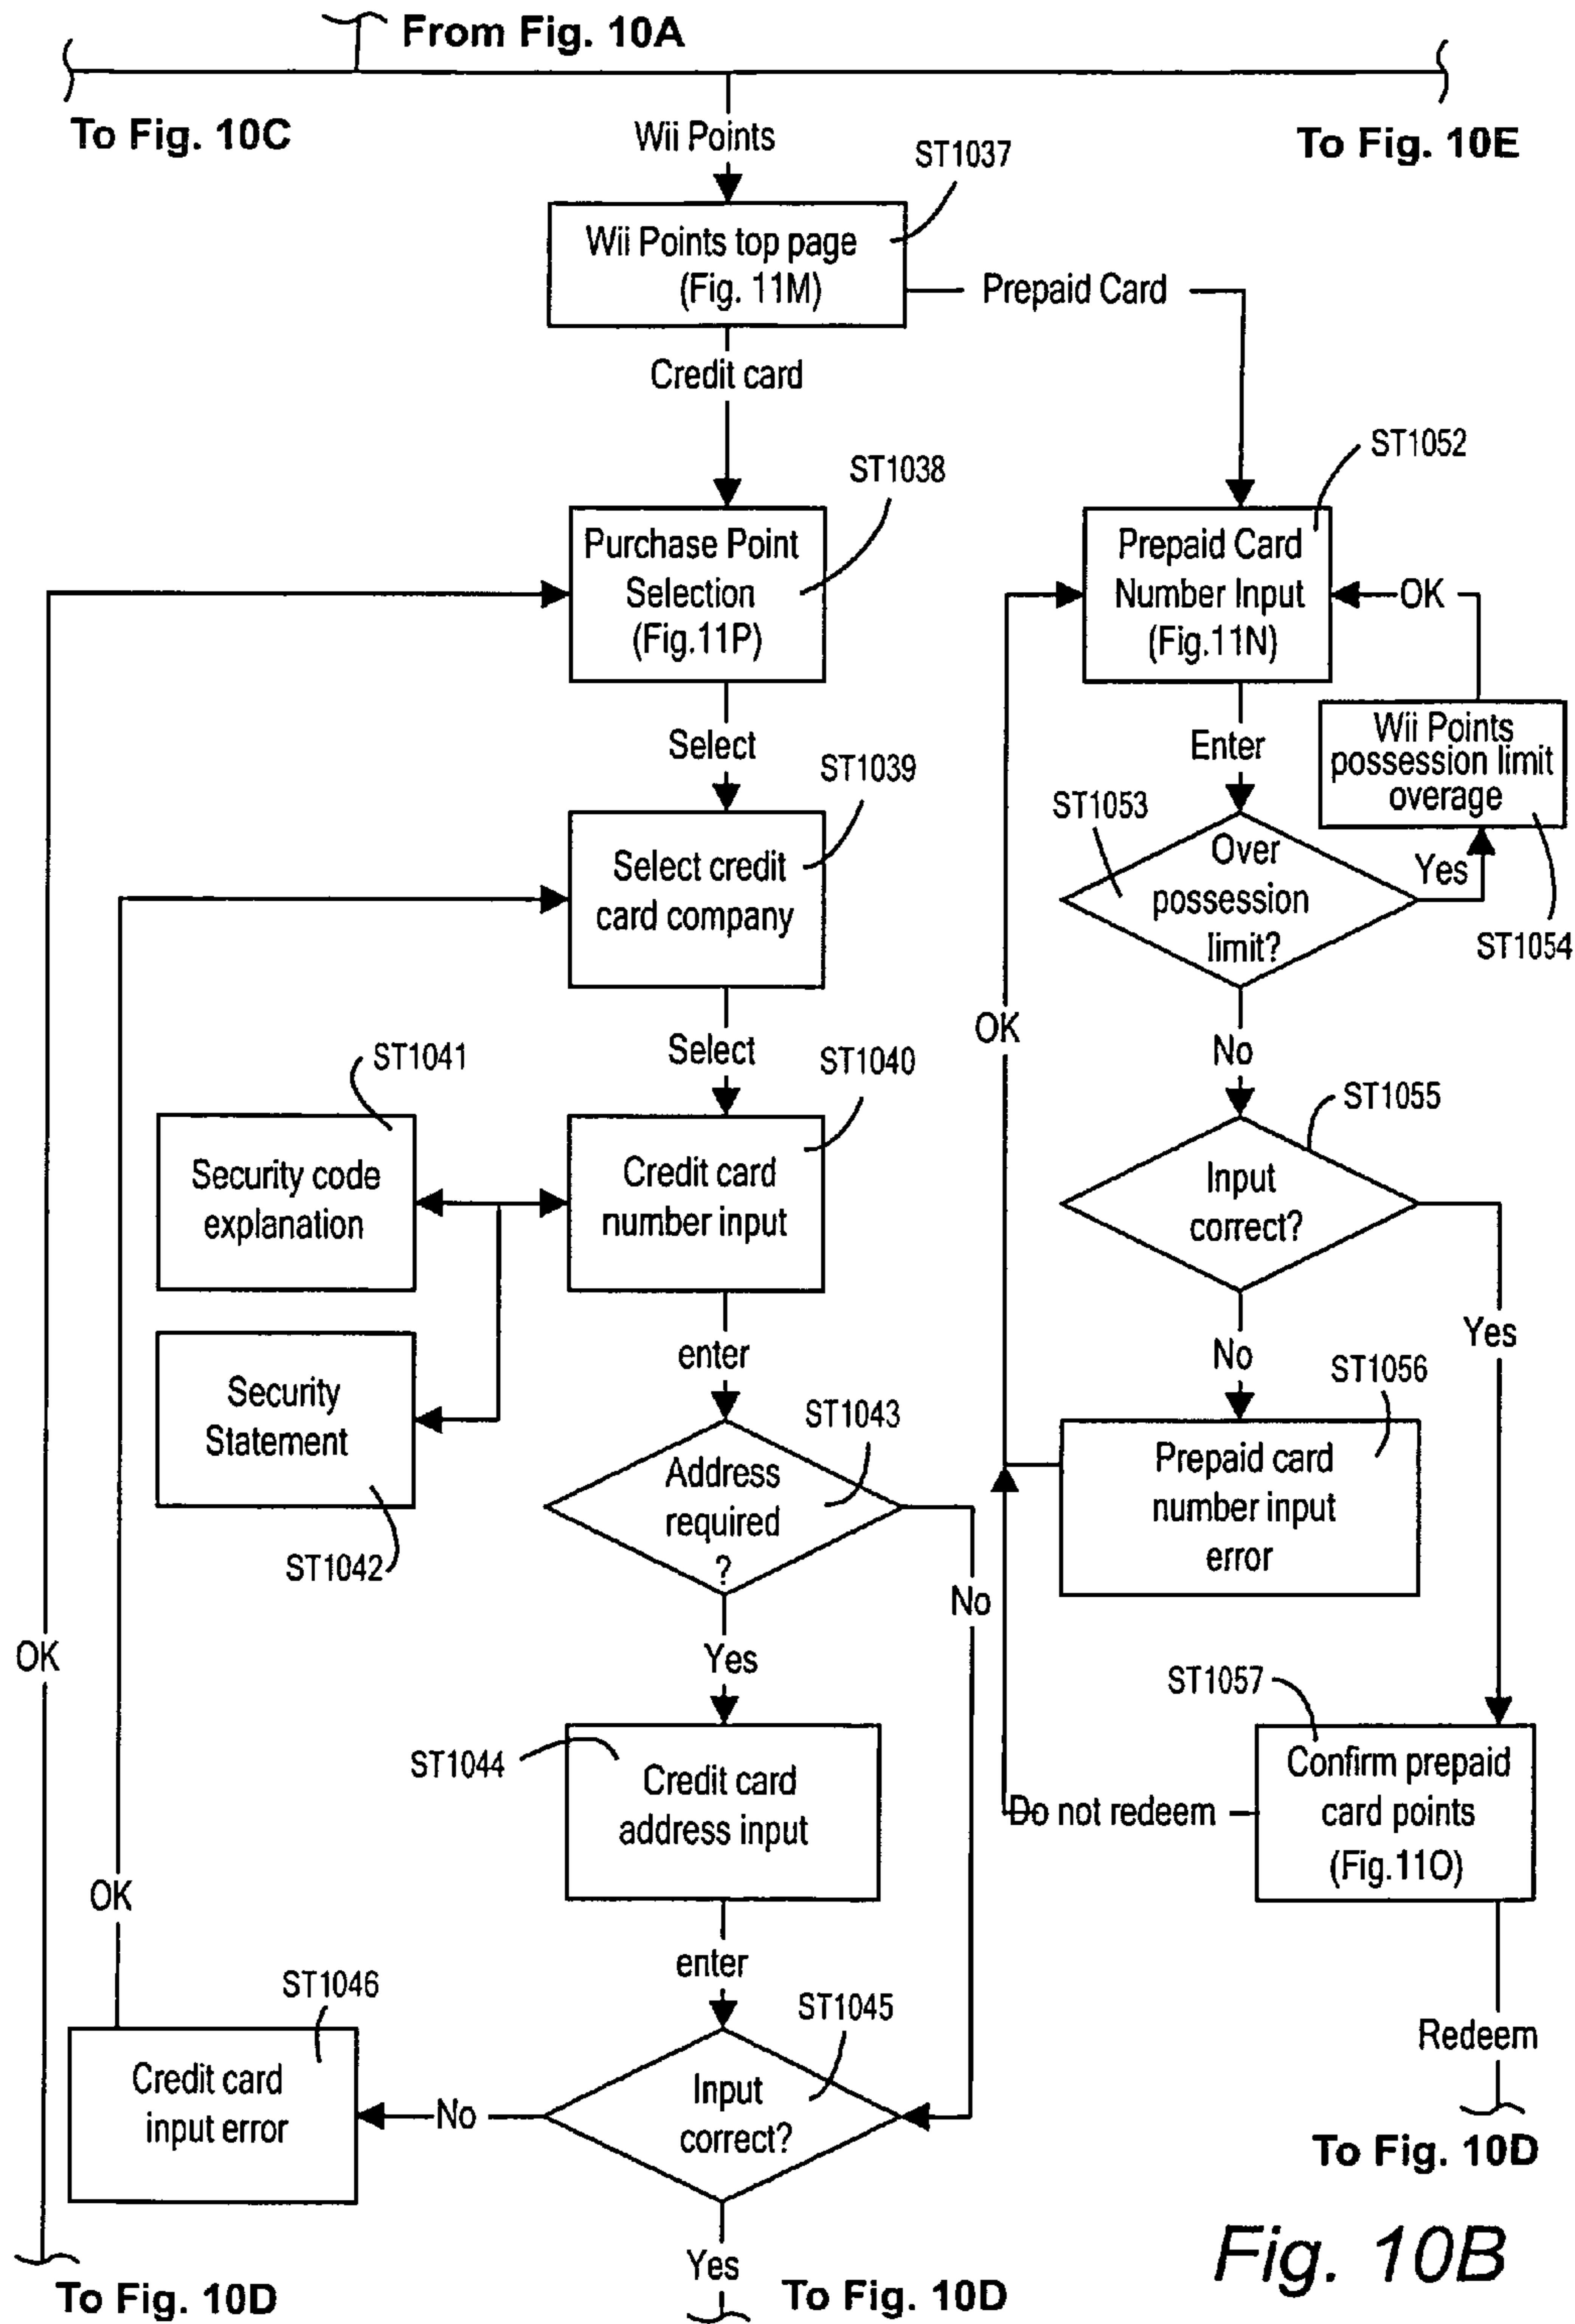 From Fig. 10A
To Fig. 10C
To Fig. 10E
Wii Points
ST1037
Wii Points top page
(Fig. 11M)
Prepaid Card
Credit card
ST1038
ST1052
Purchase Point
Selection
(Fig.11P)
Prepaid Card
Number Input
(Fig.11N)
OK
Select
Enter
Wii Points
possession limit
overage
ST1039
ST1053
ST1054
Select credit
card company
Over
possession
limit?
Yes
OK
No
Select
ST1040
ST1041
ST1055
Security code
explanation
Credit card
number input
Input
correct?
Yes
No
ST1056
enter
Security
Statement
ST1042
ST1043
Address
required
?
Prepaid card
number input
error
No
Yes
OK
ST1057
ST1044
Credit card
address input
Confirm prepaid
card points
(Fig.11O)
Do not redeem
OK
enter
ST1046
ST1045
Redeem
Credit card
input error
No
Input
correct?
To Fig. 10D
Yes
To Fig. 10D
To Fig. 10D
Fig. 10B